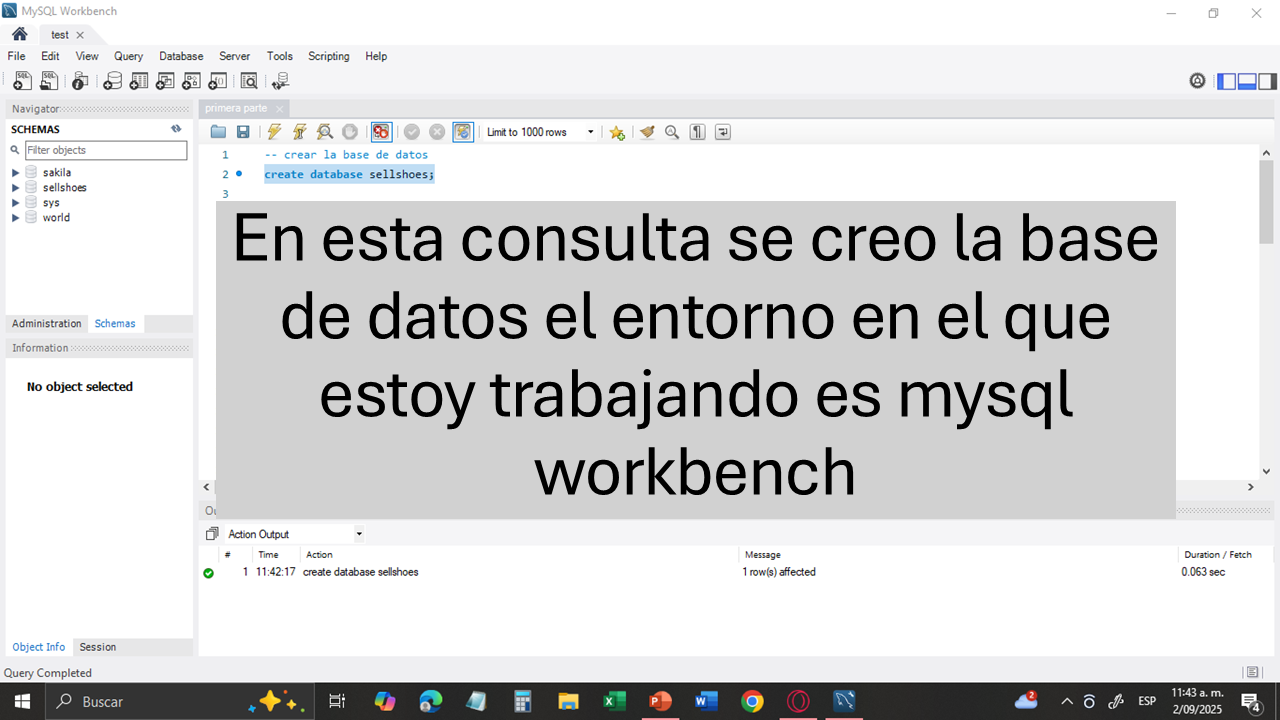 MySQL Workbench
test
File Edit View Query Database Server Tools Scripting Help
Navigator
primera parte
SCHEMAS
Filter objects
Limit to 1000 rows
sakila
sellshoes
sys
world
1 -- crear la base de datos
2 create database sellshoes;
3
En esta consulta se creo la base
de datos el entorno en el que
estoy trabajando es mysql
workbench
Administration Schemas
Information
No object selected
Action Output
# Time Action Message Duration / Fetch
1 11:42:17 create database sellshoes 1 row(s) affected 0.063 sec
Object Info Session
Query Completed
Buscar
2
ESP
11:43 a. m.
2/09/2025
4